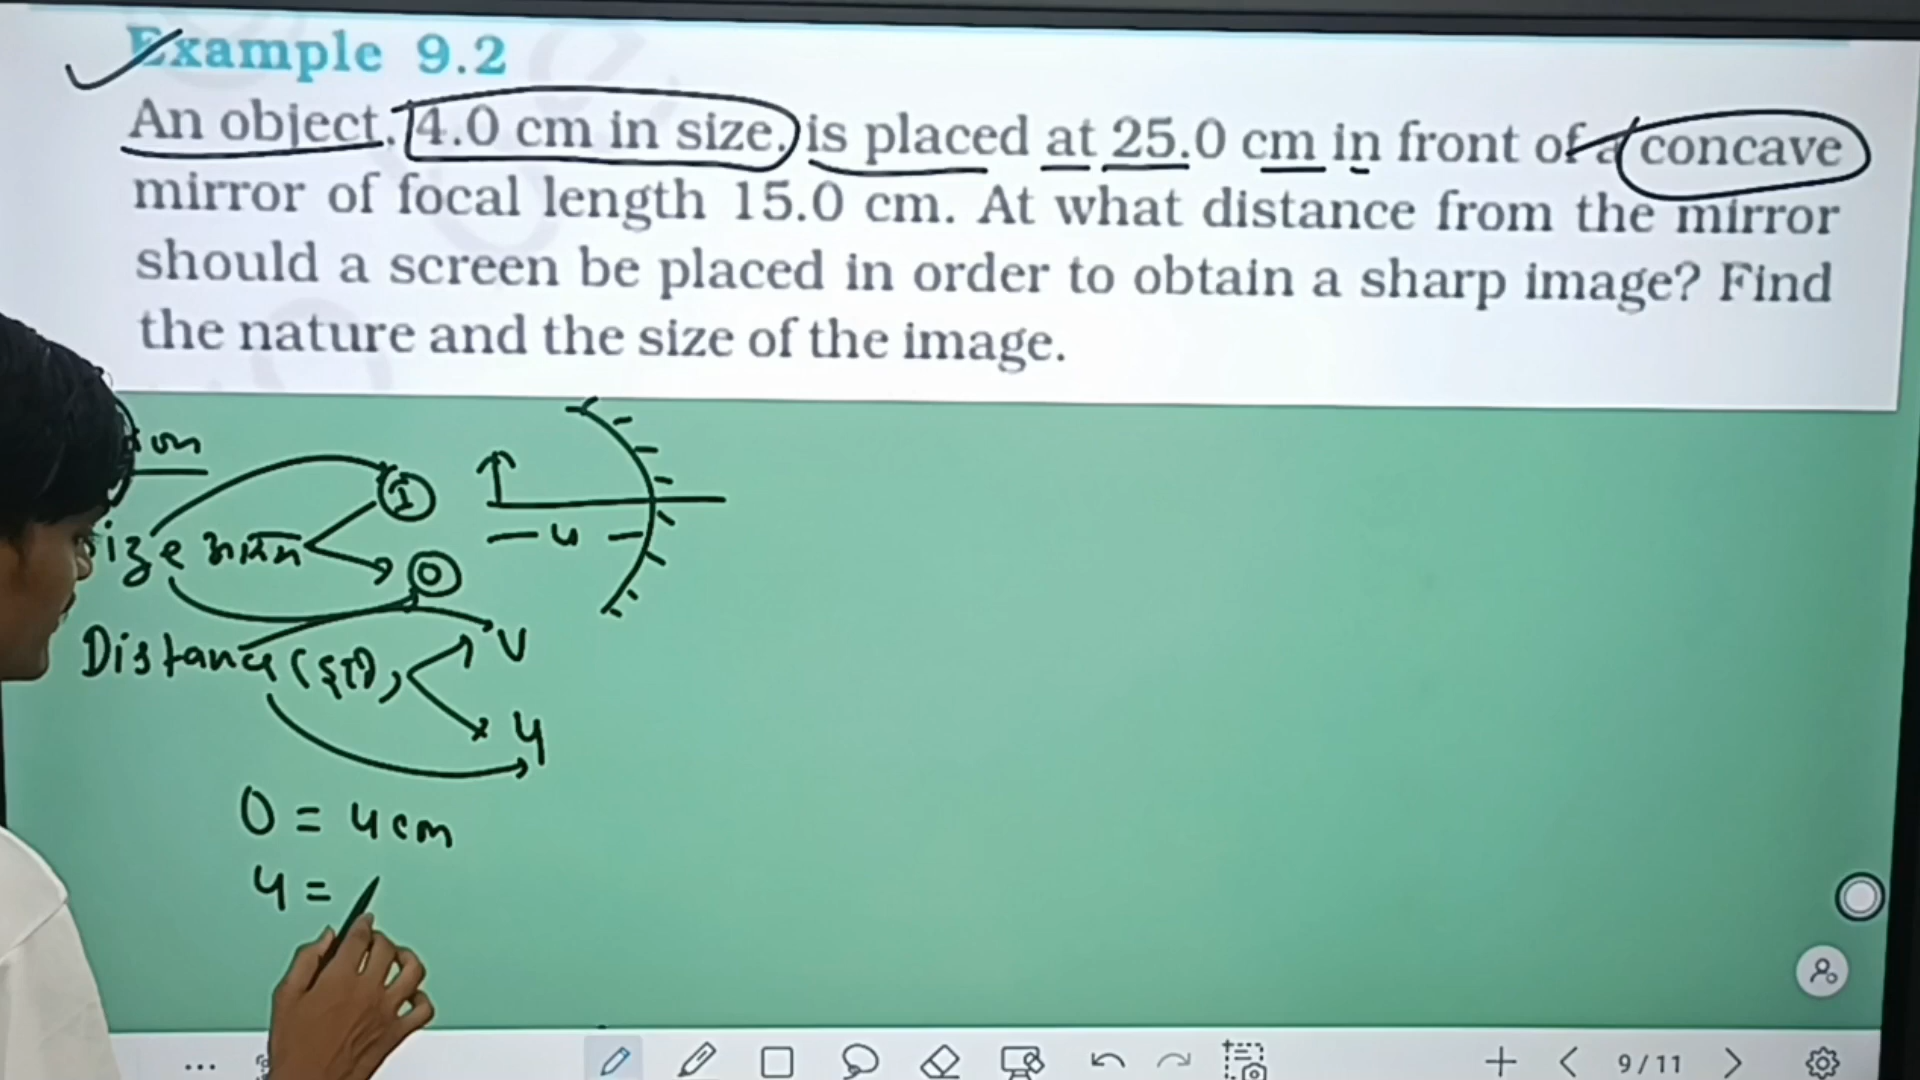 Example 9.2
An object, 4.0 cm in size, is placed at 25.0 cm in front of a concave
mirror of focal length 15.0 cm. At what distance from the mirror
should a screen be placed in order to obtain a sharp image? Find
the nature and the size of the image.
I
size
O
u
Distance (दूरी)
v
u
O = 4cm
u =
9/11